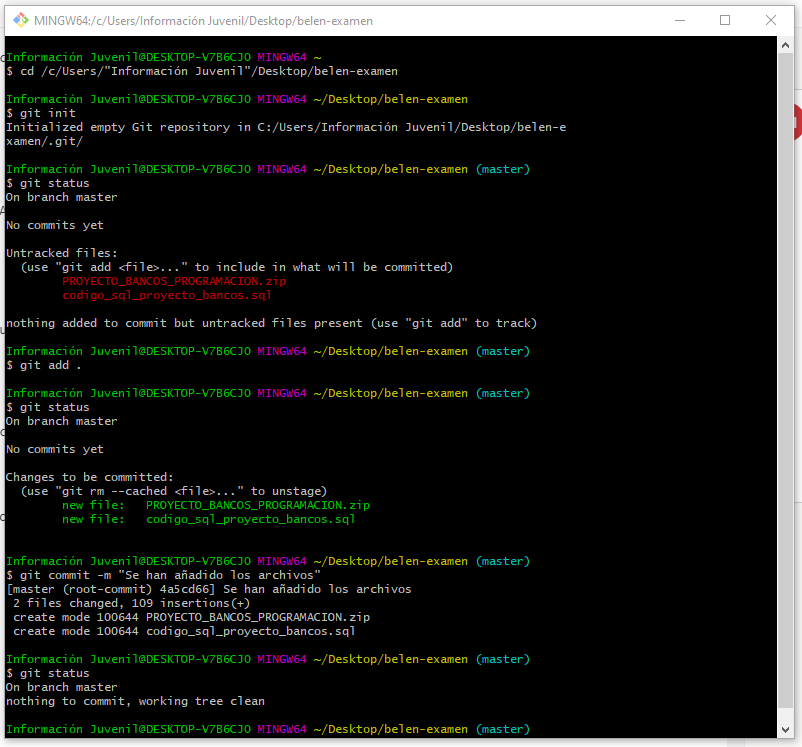 MINGW64:/c/Users/Información Juvenil/Desktop/belen-examen
Información Juvenil@DESKTOP-V7B6CJO MINGW64 ~
$ cd /c/Users/"Información Juvenil"/Desktop/belen-examen
Información Juvenil@DESKTOP-V7B6CJO MINGW64 ~/Desktop/belen-examen
$ git init
Initialized empty Git repository in C:/Users/Información Juvenil/Desktop/belen-e
xamen/.git/
Información Juvenil@DESKTOP-V7B6CJO MINGW64 ~/Desktop/belen-examen (master)
$ git status
On branch master
No commits yet
Untracked files:
(use "git add <file>..." to include in what will be committed)
PROYECTO_BANCOS_PROGRAMACION.zip
codigo_sql_proyecto_bancos.sql
nothing added to commit but untracked files present (use "git add" to track)
Información Juvenil@DESKTOP-V7B6CJO MINGW64 ~/Desktop/belen-examen (master)
$ git add .
Información Juvenil@DESKTOP-V7B6CJO MINGW64 ~/Desktop/belen-examen (master)
$ git status
On branch master
No commits yet
Changes to be committed:
(use "git rm --cached <file>..." to unstage)
new file:   PROYECTO_BANCOS_PROGRAMACION.zip
new file:   codigo_sql_proyecto_bancos.sql
Información Juvenil@DESKTOP-V7B6CJO MINGW64 ~/Desktop/belen-examen (master)
$ git commit -m "Se han añadido los archivos"
[master (root-commit) 4a5cd66] Se han añadido los archivos
2 files changed, 109 insertions(+)
create mode 100644 PROYECTO_BANCOS_PROGRAMACION.zip
create mode 100644 codigo_sql_proyecto_bancos.sql
Información Juvenil@DESKTOP-V7B6CJO MINGW64 ~/Desktop/belen-examen (master)
$ git status
On branch master
nothing to commit, working tree clean
Información Juvenil@DESKTOP-V7B6CJO MINGW64 ~/Desktop/belen-examen (master)